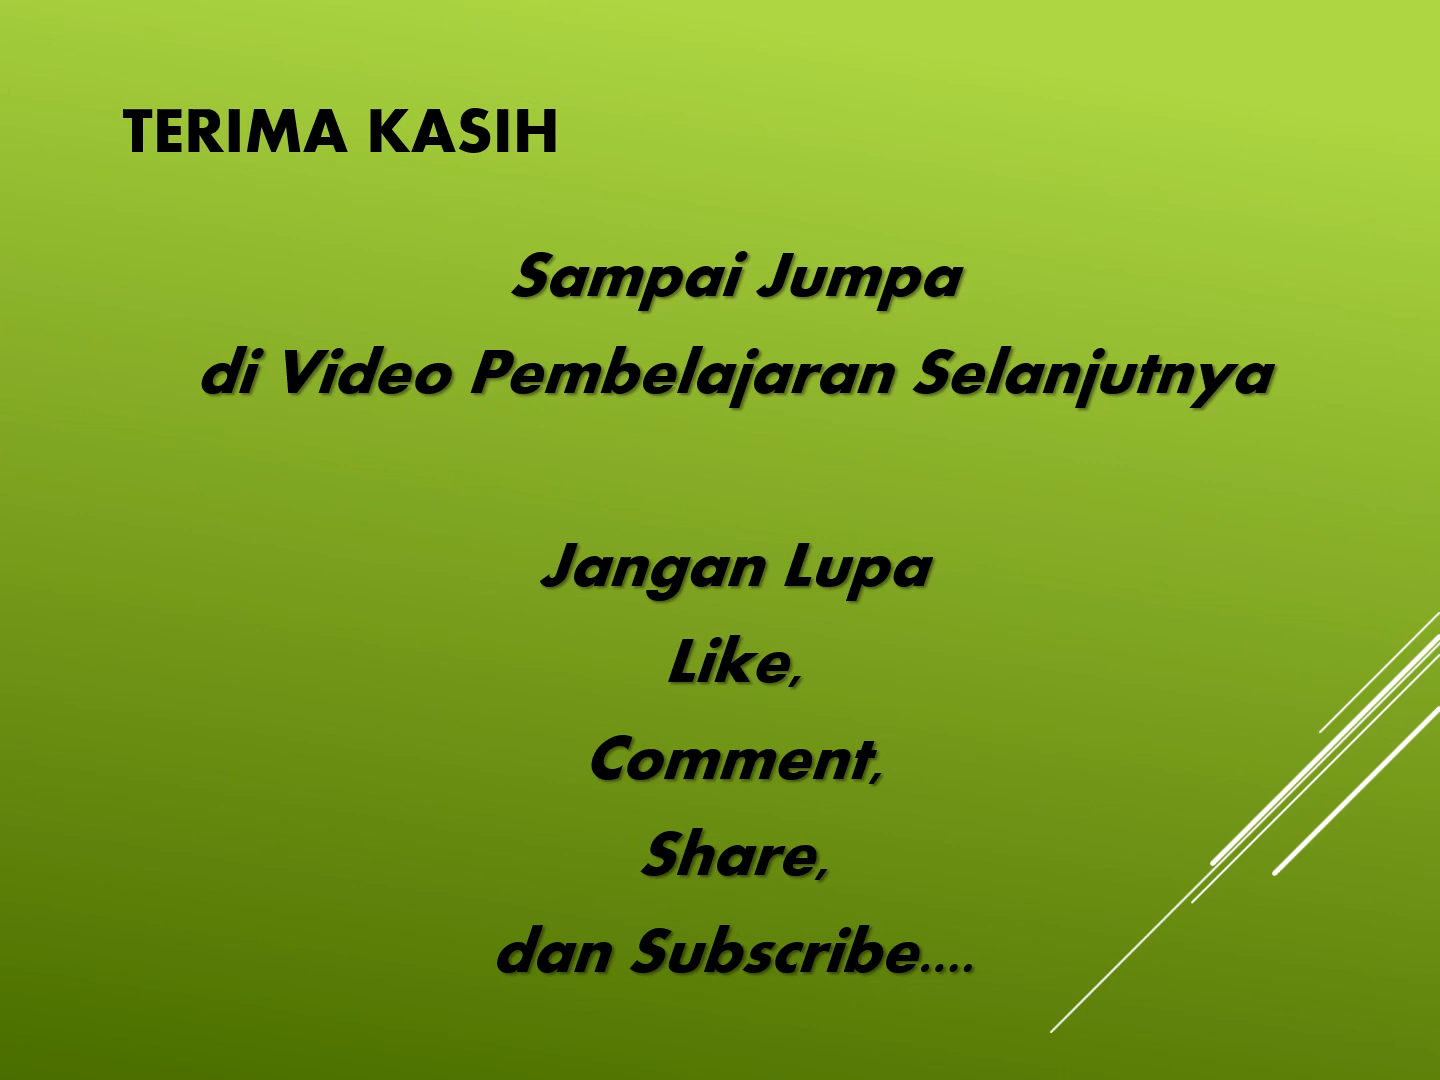 TERIMA KASIH
Sampai Jumpa
di Video Pembelajaran Selanjutnya
Jangan Lupa
Like,
Comment,
Share,
dan Subscribe....